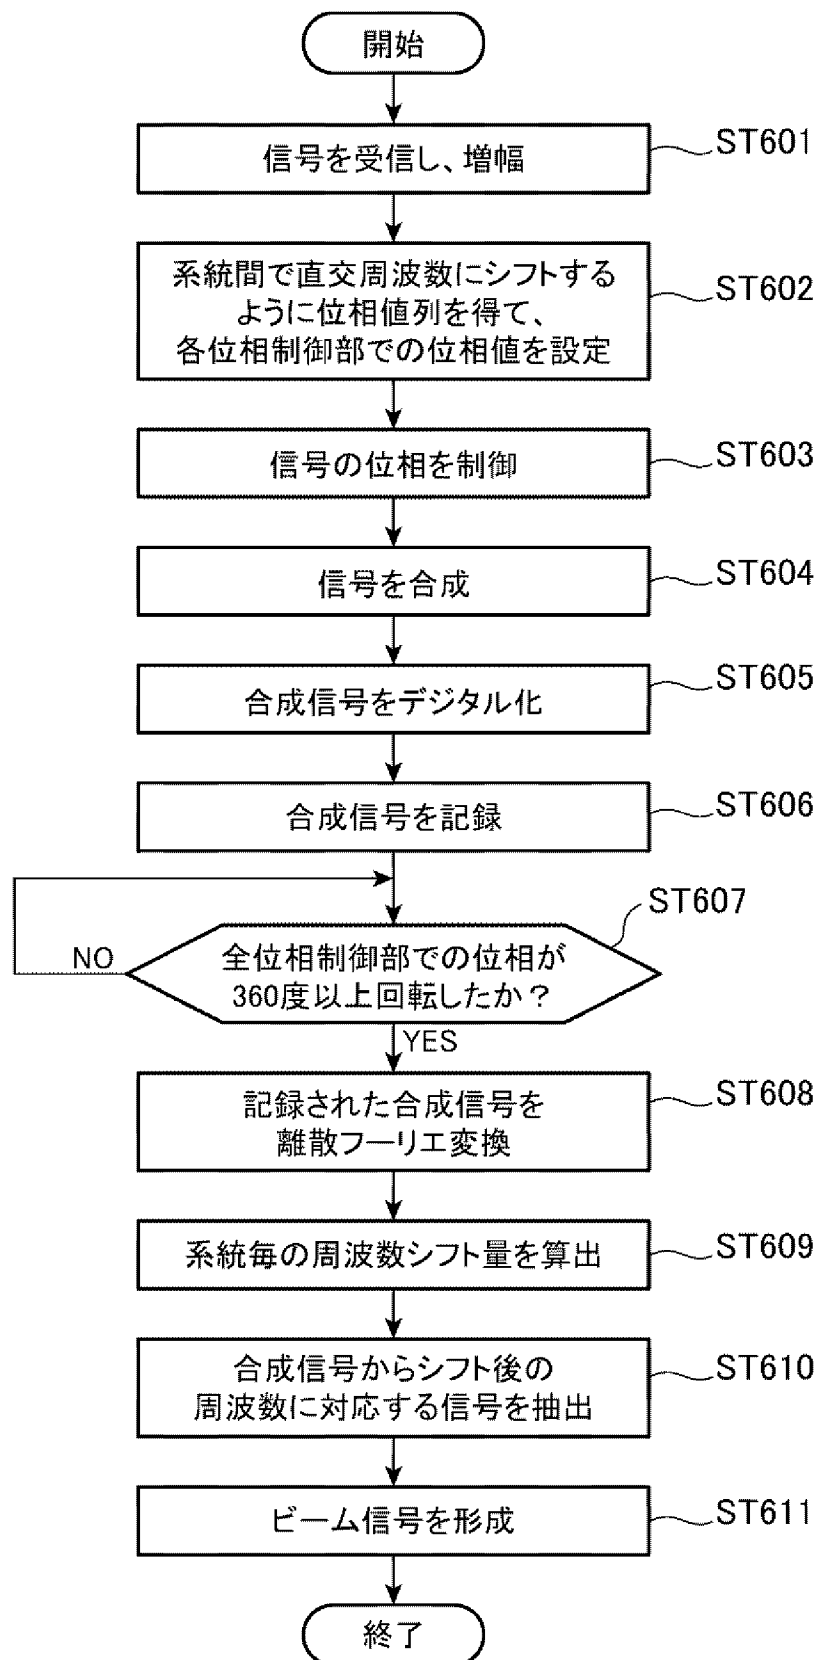 開始
信号を受信し、増幅
ST601
系統間で直交周波数にシフトする
ように位相値列を得て、
各位相制御部での位相値を設定
ST602
信号の位相を制御
ST603
信号を合成
ST604
合成信号をデジタル化
ST605
合成信号を記録
ST606
ST607
全位相制御部での位相が
360度以上回転したか？
NO
YES
記録された合成信号を
離散フーリエ変換
ST608
系統毎の周波数シフト量を算出
ST609
合成信号からシフト後の
周波数に対応する信号を抽出
ST610
ビーム信号を形成
ST611
終了